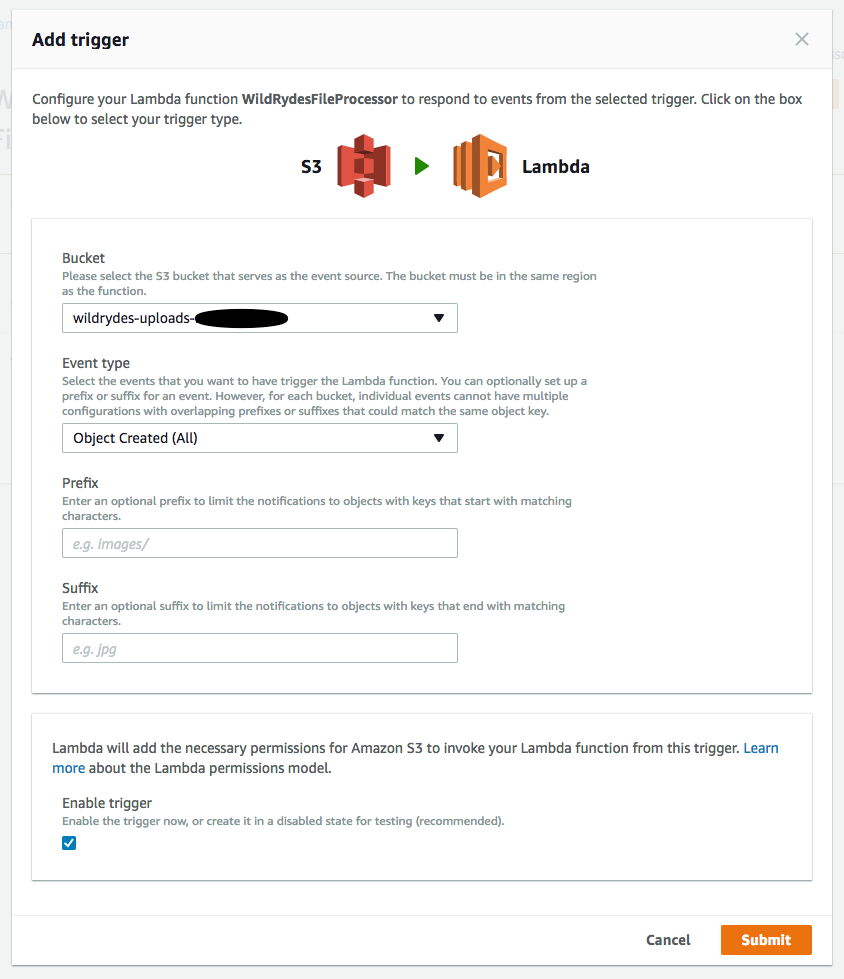 Add trigger
Configure your Lambda function WildRydesFileProcessor to respond to events from the selected trigger. Click on the box
below to select your trigger type.
S3
Lambda
Bucket
Please select the S3 bucket that serves as the event source. The bucket must be in the same region
as the function.
wildrydes-uploads-
Event type
Select the events that you want to have trigger the Lambda function. You can optionally set up a
prefix or suffix for an event. However, for each bucket, individual events cannot have multiple
configurations with overlapping prefixes or suffixes that could match the same object key.
Object Created (All)
Prefix
Enter an optional prefix to limit the notifications to objects with keys that start with matching
characters.
e.g. images/
Suffix
Enter an optional suffix to limit the notifications to objects with keys that end with matching
characters.
e.g. jpg
Lambda will add the necessary permissions for Amazon S3 to invoke your Lambda function from this trigger. Learn
more about the Lambda permissions model.
Enable trigger
Enable the trigger now, or create it in a disabled state for testing (recommended).
Cancel
Submit